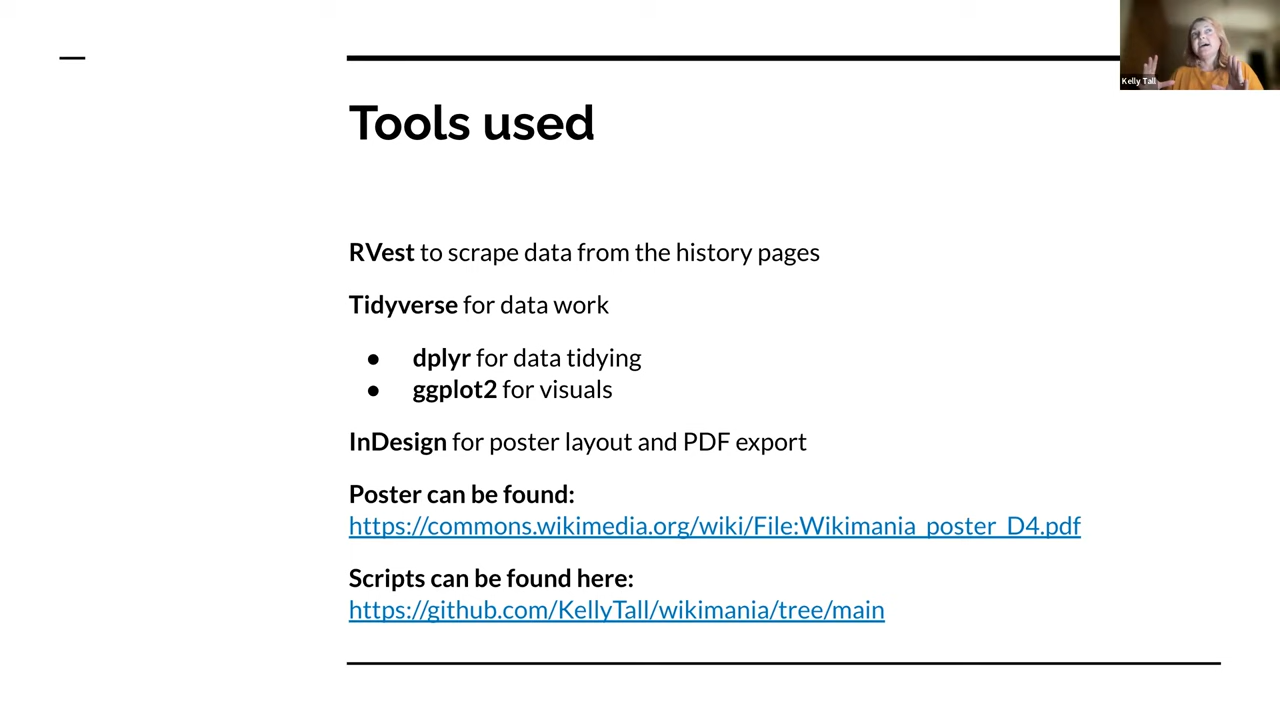 Kelly Tall
Tools used
RVest to scrape data from the history pages
Tidyverse for data work
● dplyr for data tidying
● ggplot2 for visuals
InDesign for poster layout and PDF export
Poster can be found:
https://commons.wikimedia.org/wiki/File:Wikimania_poster_D4.pdf
Scripts can be found here:
https://github.com/KellyTall/wikimania/tree/main